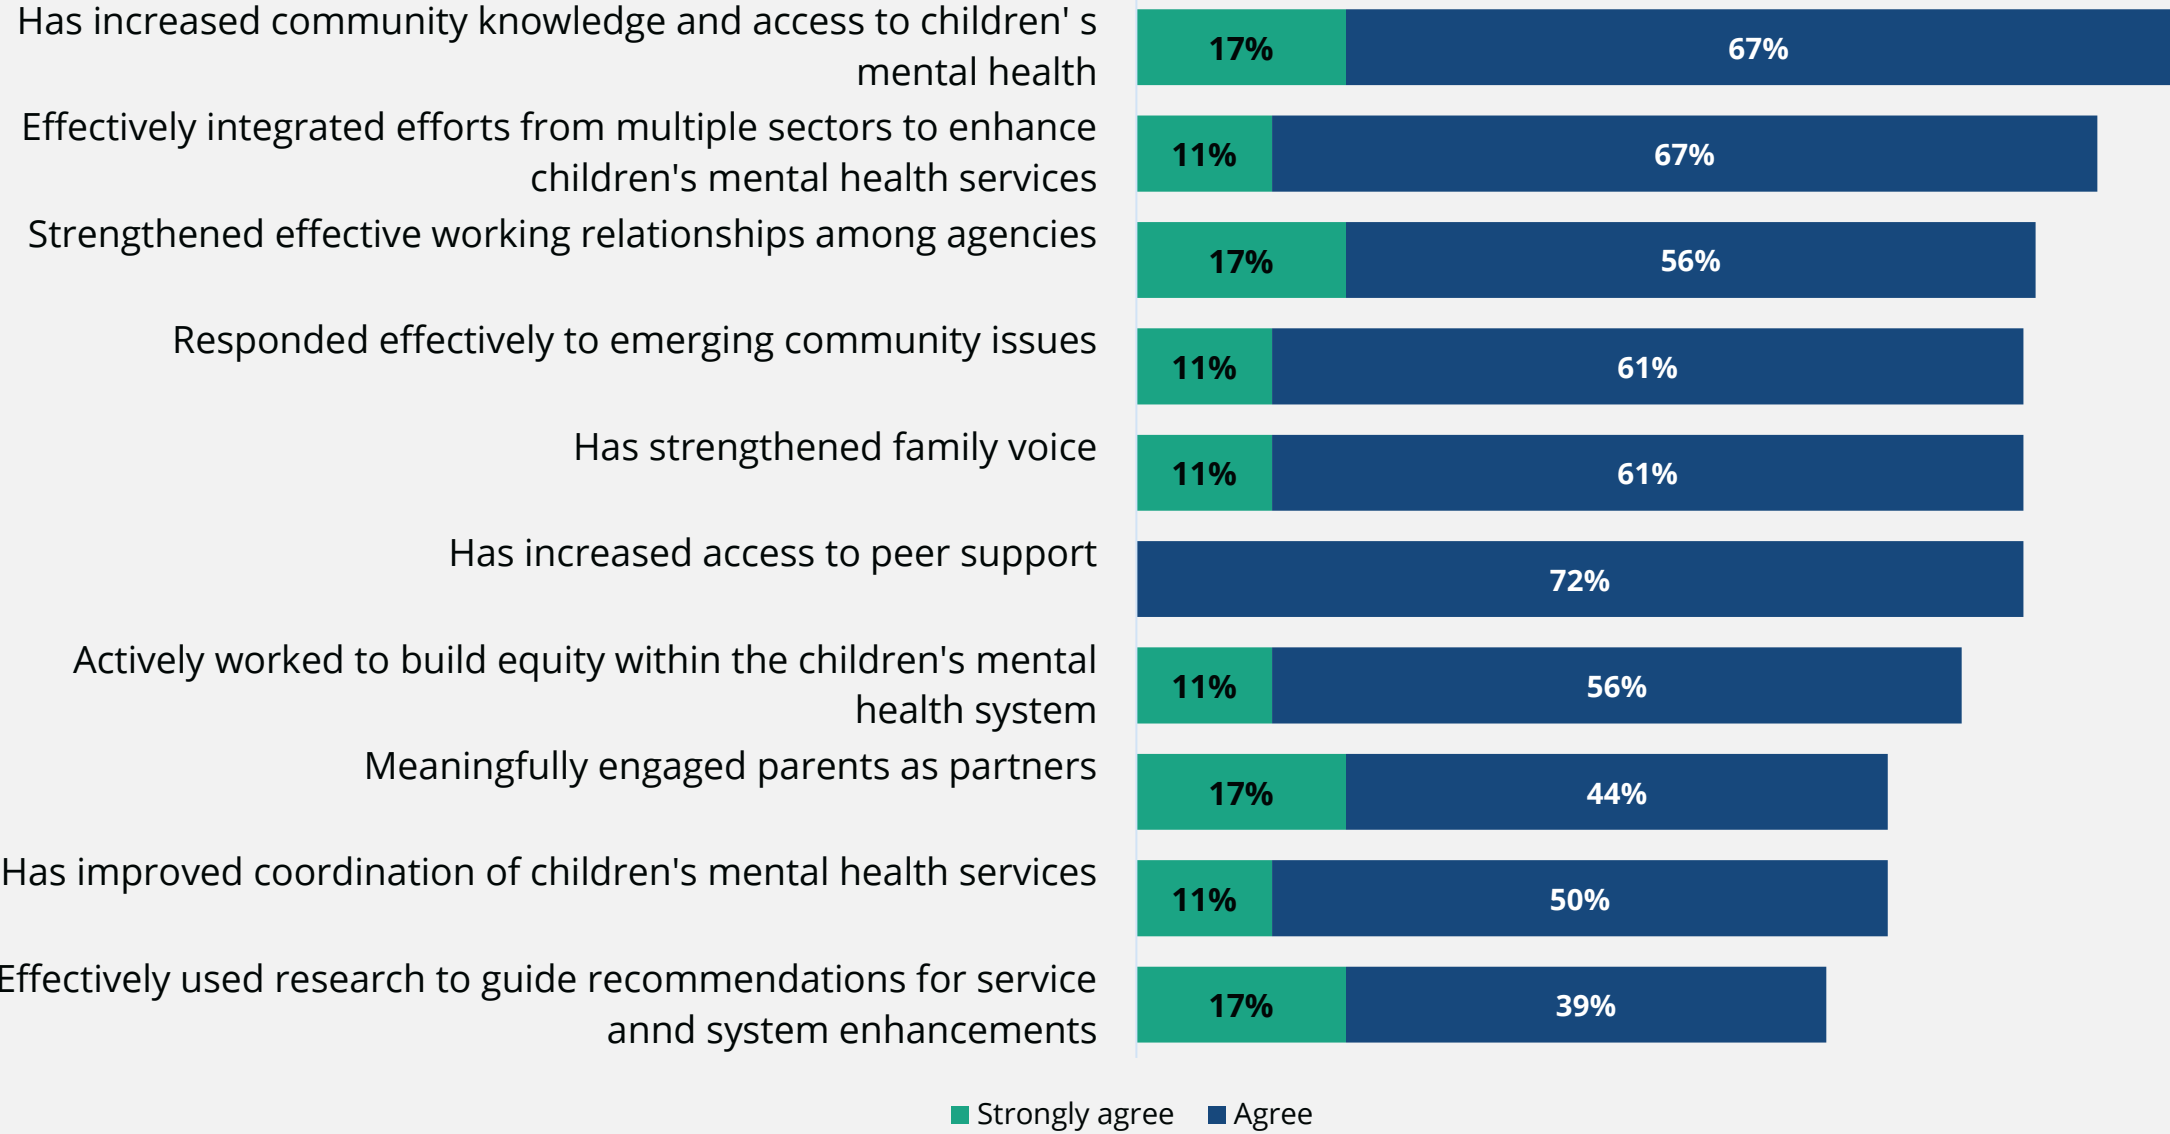 Has increased community knowledge and access to children' s
mental health
17% 67%
Effectively integrated efforts from multiple sectors to enhance
children's mental health services
11% 67%
Strengthened effective working relationships among agencies
17% 56%
Responded effectively to emerging community issues
11% 61%
Has strengthened family voice
11% 61%
Has increased access to peer support
72%
Actively worked to build equity within the children's mental
health system
11% 56%
Meaningfully engaged parents as partners
17% 44%
Has improved coordination of children's mental health services
11% 50%
Effectively used research to guide recommendations for service
annd system enhancements
17% 39%
Strongly agree Agree